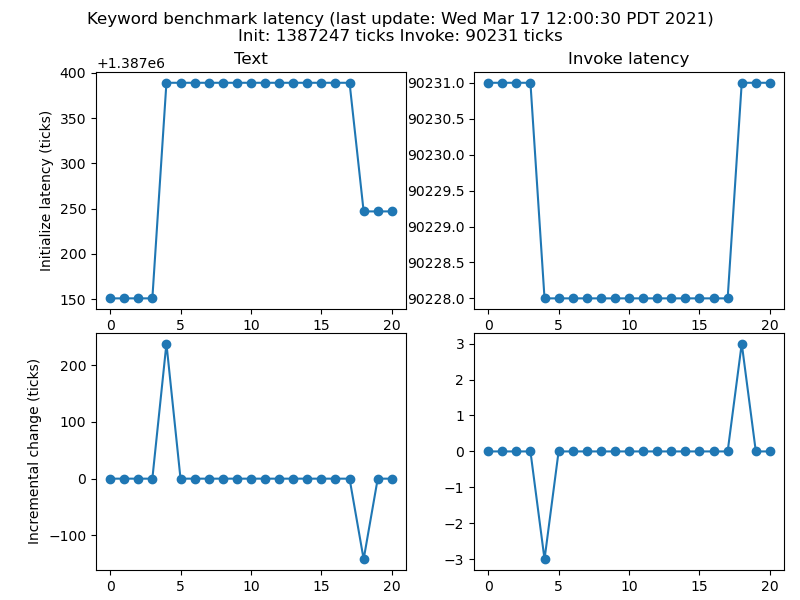 Keyword benchmark latency (last update: Wed Mar 17 12:00:30 PDT 2021)
Init: 1387247 ticks Invoke: 90231 ticks
Text
+1.387e6
Initialize latency (ticks)
400
350
300
250
200
150
0 5 10 15 20
Invoke latency
90231.0
90230.5
90230.0
90229.5
90229.0
90228.5
90228.0
0 5 10 15 20
Incremental change (ticks)
200
100
0
−100
0 5 10 15 20
3
2
1
0
−1
−2
−3
0 5 10 15 20